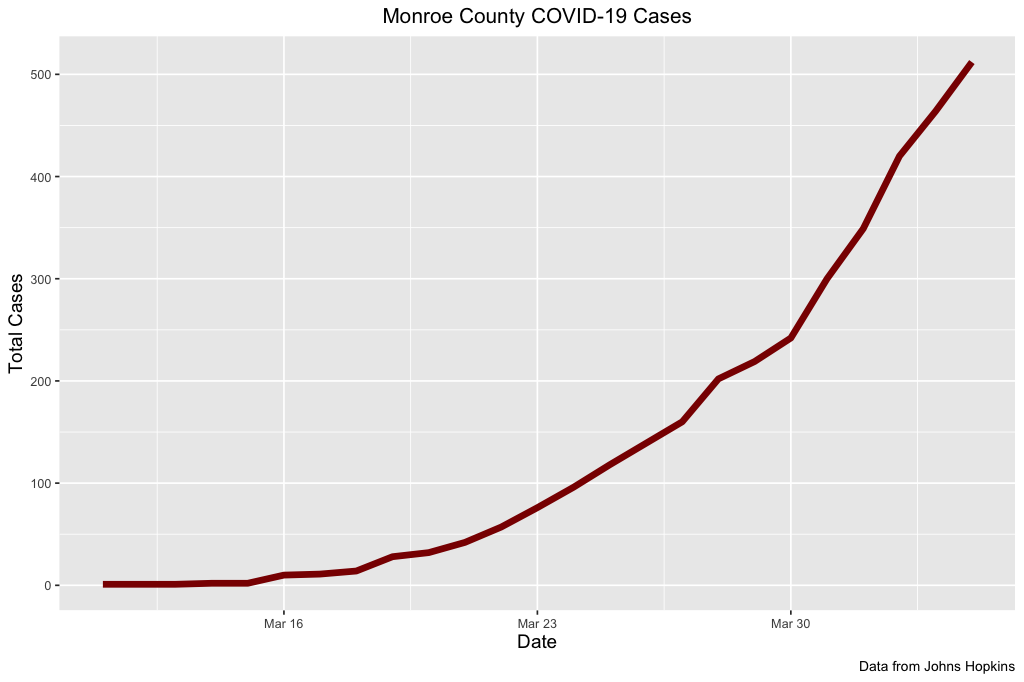 Monroe County COVID-19 Cases
500
400
300
200
100
0
Total Cases
Mar 16
Mar 23
Mar 30
Date
Data from Johns Hopkins